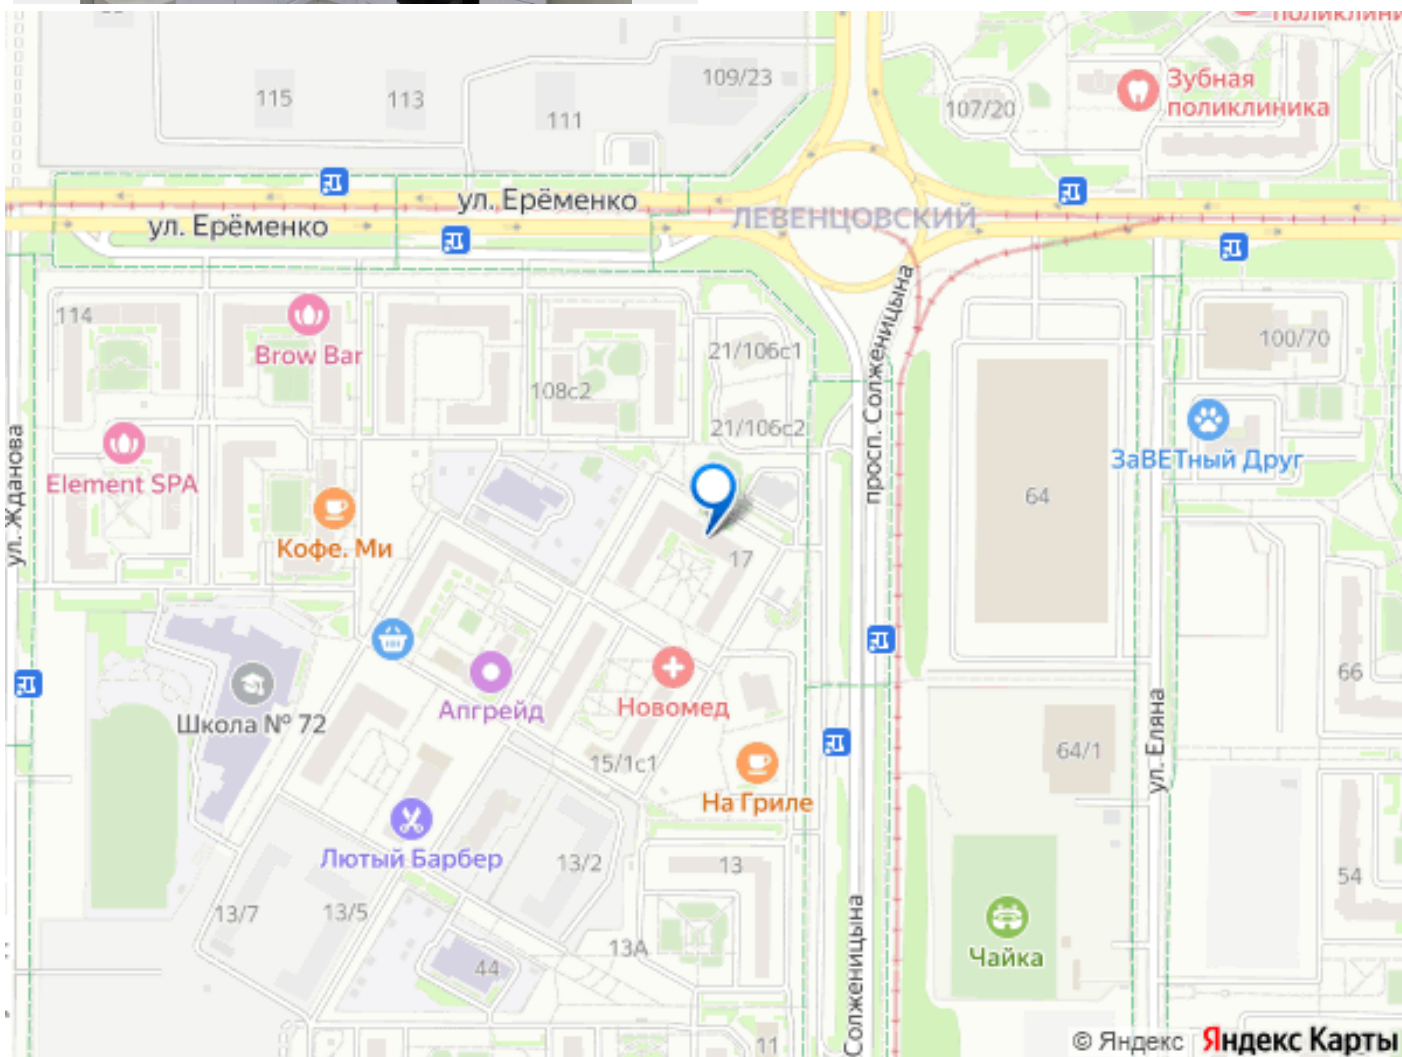 поликлини
109/23
115
113
111
107/20
Зубная
поликлиника
ул. Ерёменко
ул. Ерёменко
ЛЕВЕНЦОВСКИЙ
114
Brow Bar
108с2
21/106с1
21/106с2
просп. Солженицына
100/70
ЗаВЕТный Друг
ул. Жданова
Element SPA
Кофе. Ми
17
64
66
Школа № 72
Апгрейд
Новомед
15/1с1
На Гриле
64/1
ул. Еляна
Лютый Барбер
13/2
13
54
13/7
13/5
13А
44
Чайка
Солженицына
11
© Яндекс Яндекс Карты